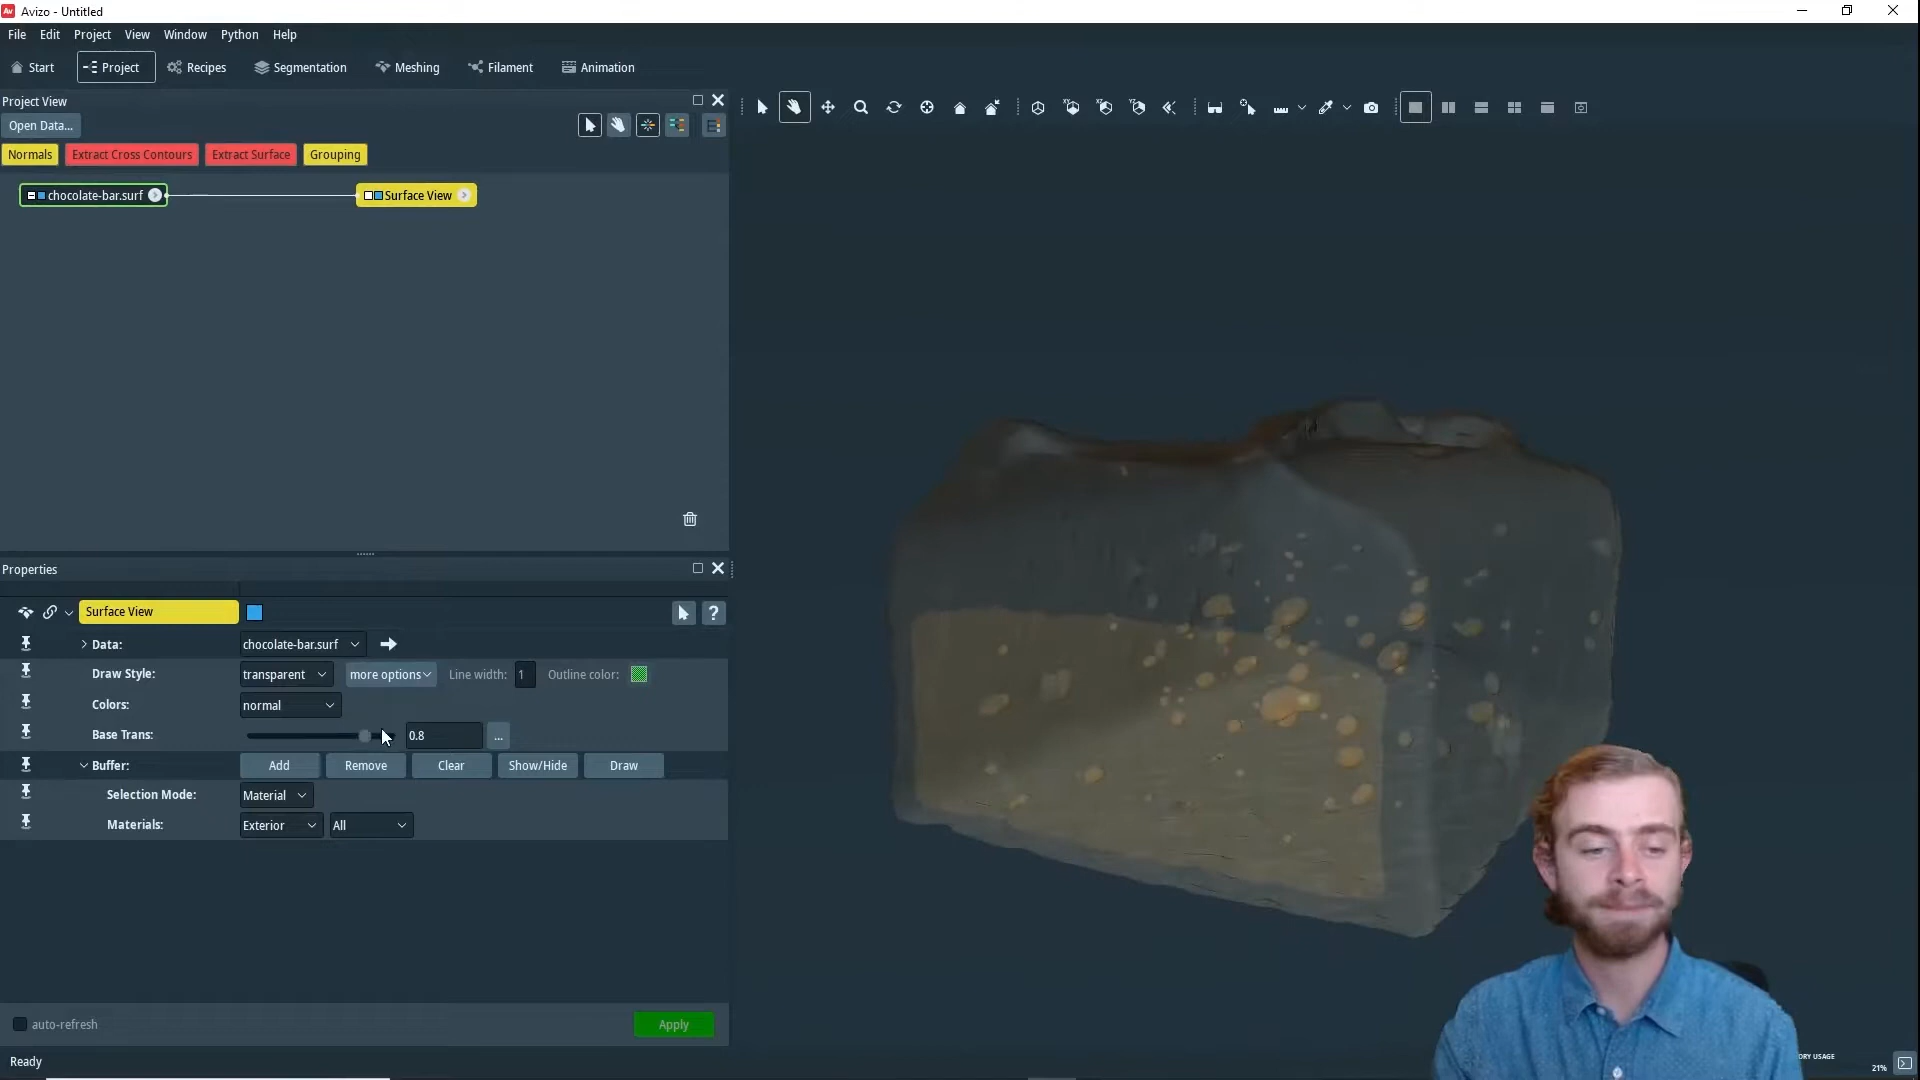 Av Avizo - Untitled
File Edit Project View Window Python Help
Start Project Recipes Segmentation Meshing Filament Animation
Project View
Open Data...
Normals Extract Cross Contours Extract Surface Grouping
chocolate-bar.surf Surface View
Properties
Surface View ?
Data: chocolate-bar.surf
Draw Style: transparent more options Line width: 1 Outline color:
Colors: normal
Base Trans: 0.8 ...
Buffer: Add Remove Clear Show/Hide Draw
Selection Mode: Material
Materials: Exterior All
auto-refresh Apply
Ready
USAGE
21%